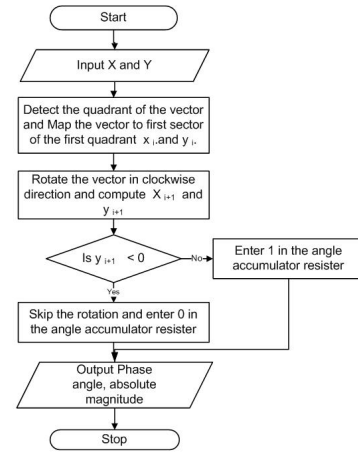 Start
Input X and Y
Detect the quadrant of the vector
and Map the vector to first sector
of the first quadrant x i.and y i.
Rotate the vector in clockwise
direction and compute X i+1 and
y i+1
Is y i+1 < 0
No
Enter 1 in the angle
accumulator resister
Yes
Skip the rotation and enter 0 in
the angle accumulator resister
Output Phase
angle, absolute
magnitude
Stop